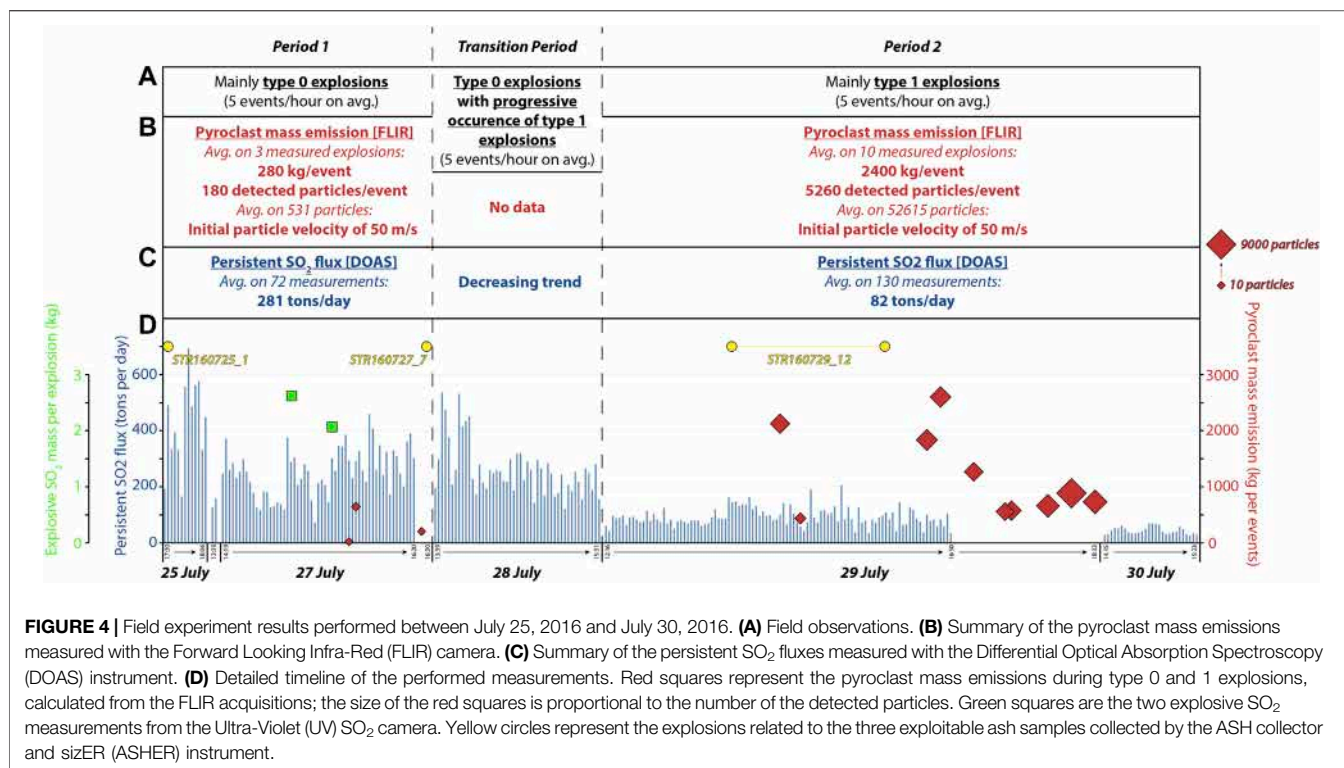 Period 1
Transition Period
Period 2
A
Mainly type 0 explosions
(5 events/hour on avg.)
Type 0 explosions
with progressive
occurence of type 1
explosions
(5 events/hour on avg.)
Mainly type 1 explosions
(5 events/hour on avg.)
B
Pyroclast mass emission [FLIR]
Avg. on 3 measured explosions:
280 kg/event
180 detected particles/event
Avg. on 531 particles:
Initial particle velocity of 50 m/s
No data
Pyroclast mass emission [FLIR]
Avg. on 10 measured explosions:
2400 kg/event
5260 detected particles/event
Avg. on 52615 particles:
Initial particle velocity of 50 m/s
9000 particles
10 particles
C
Persistent SO2 flux [DOAS]
Avg. on 72 measurements:
281 tons/day
Decreasing trend
Persistent SO2 flux [DOAS]
Avg. on 130 measurements:
82 tons/day
D
STR160725_1
STR160727_7
STR160729_12
Explosive SO2 mass per explosion (kg)
3
2
1
0
Persistent SO2 flux (tons per day)
600
400
200
0
3000
2000
1000
0
Pyroclast mass emission (kg per events)
25 July
27 July
28 July
29 July
30 July
FIGURE 4 | Field experiment results performed between July 25, 2016 and July 30, 2016. (A) Field observations. (B) Summary of the pyroclast mass emissions
measured with the Forward Looking Infra-Red (FLIR) camera. (C) Summary of the persistent SO2 fluxes measured with the Differential Optical Absorption Spectroscopy
(DOAS) instrument. (D) Detailed timeline of the performed measurements. Red squares represent the pyroclast mass emissions during type 0 and 1 explosions,
calculated from the FLIR acquisitions; the size of the red squares is proportional to the number of the detected particles. Green squares are the two explosive SO2
measurements from the Ultra-Violet (UV) SO2 camera. Yellow circles represent the explosions related to the three exploitable ash samples collected by the ASH collector
and sizER (ASHER) instrument.